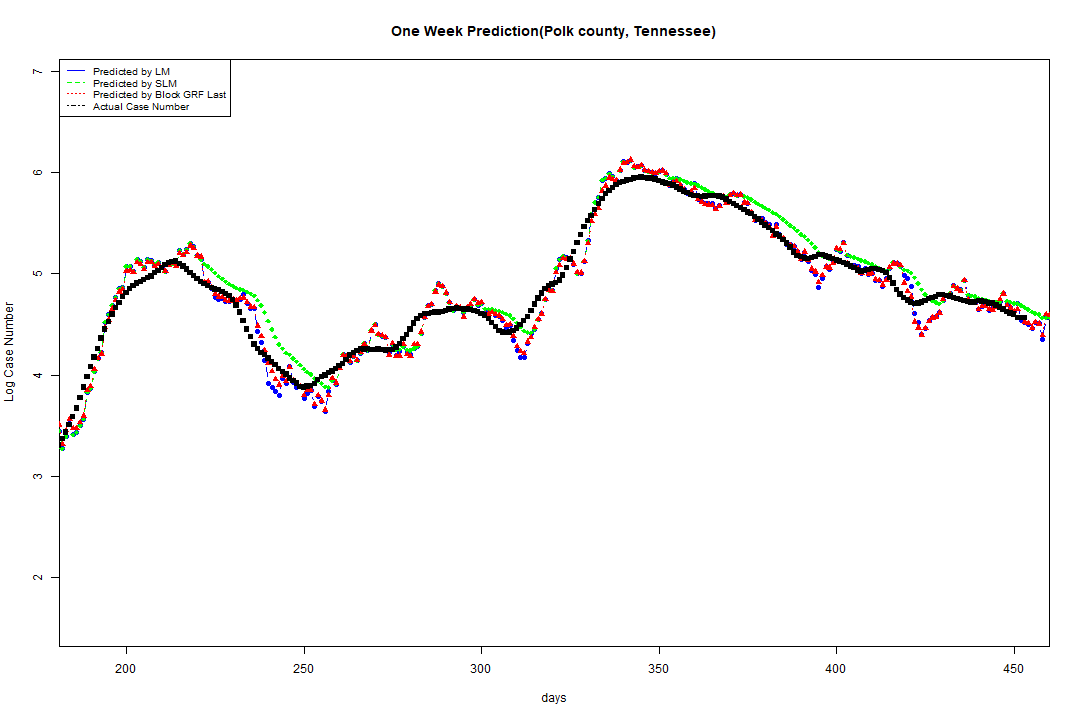 One Week Prediction(Polk county, Tennessee)
Predicted by LM
Predicted by SLM
Predicted by Block GRF Last
Actual Case Number
7
6
5
4
3
2
Log Case Number
200 250 300 350 400 450
days